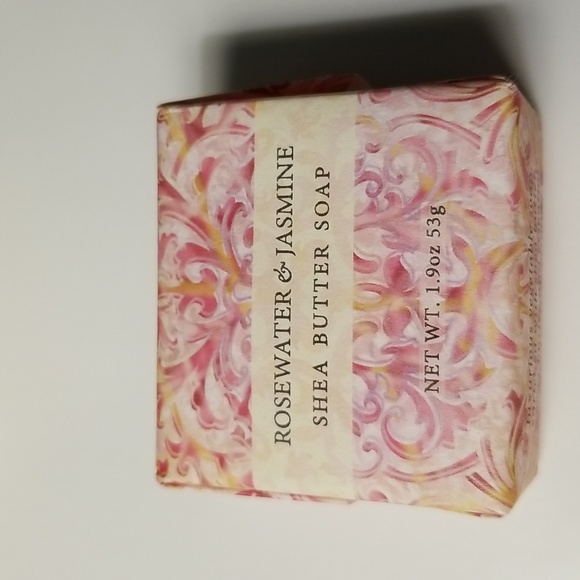 ROSEWATER & JASMINE
SHEA BUTTER SOAP
NET WT. 1.9oz 53g